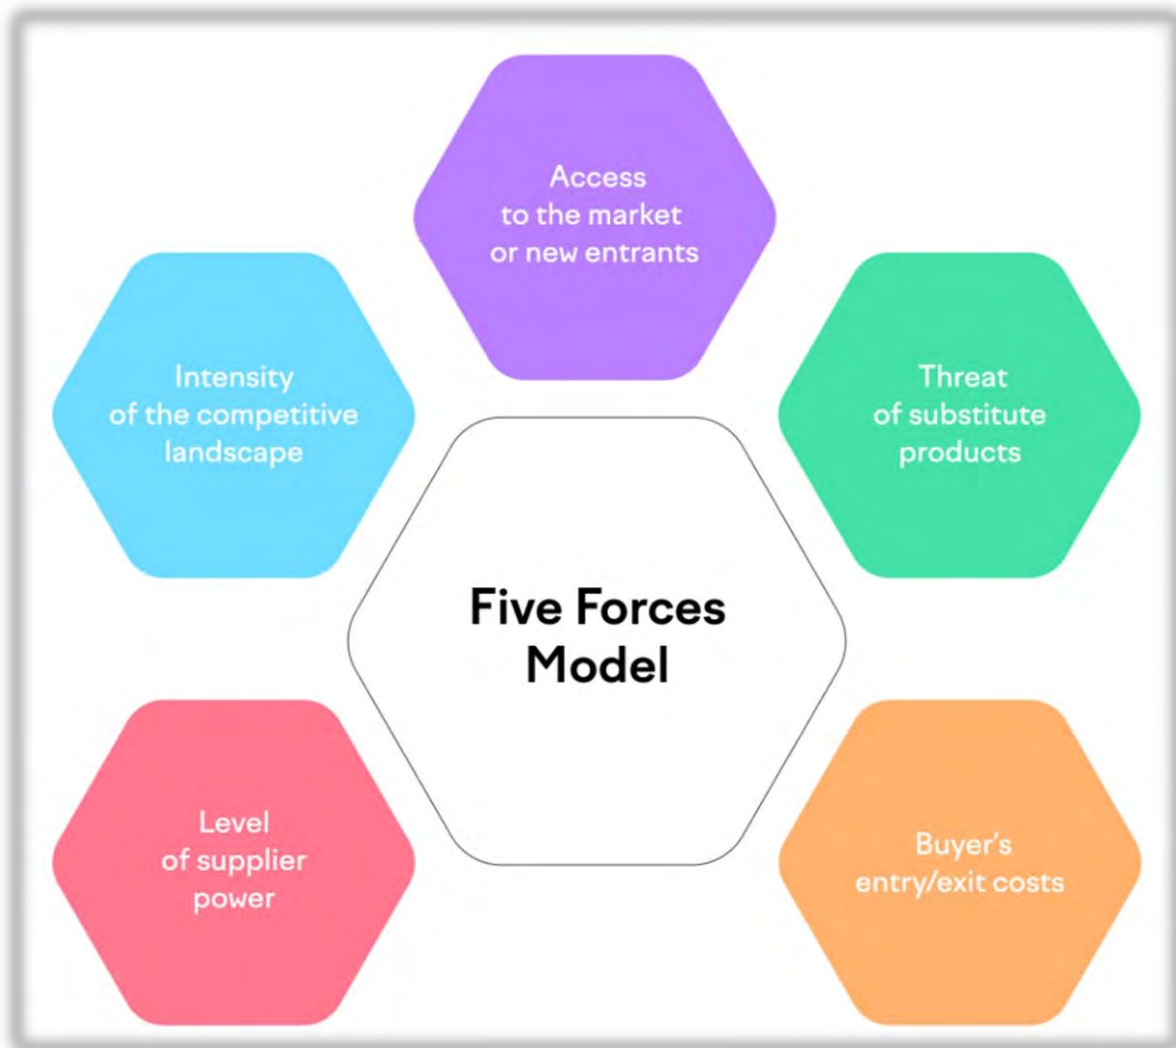 Access
to the market
or new entrants
Intensity
of the competitive
landscape
Threat
of substitute
products
Five Forces
Model
Level
of supplier
power
Buyer’s
entry/exit costs